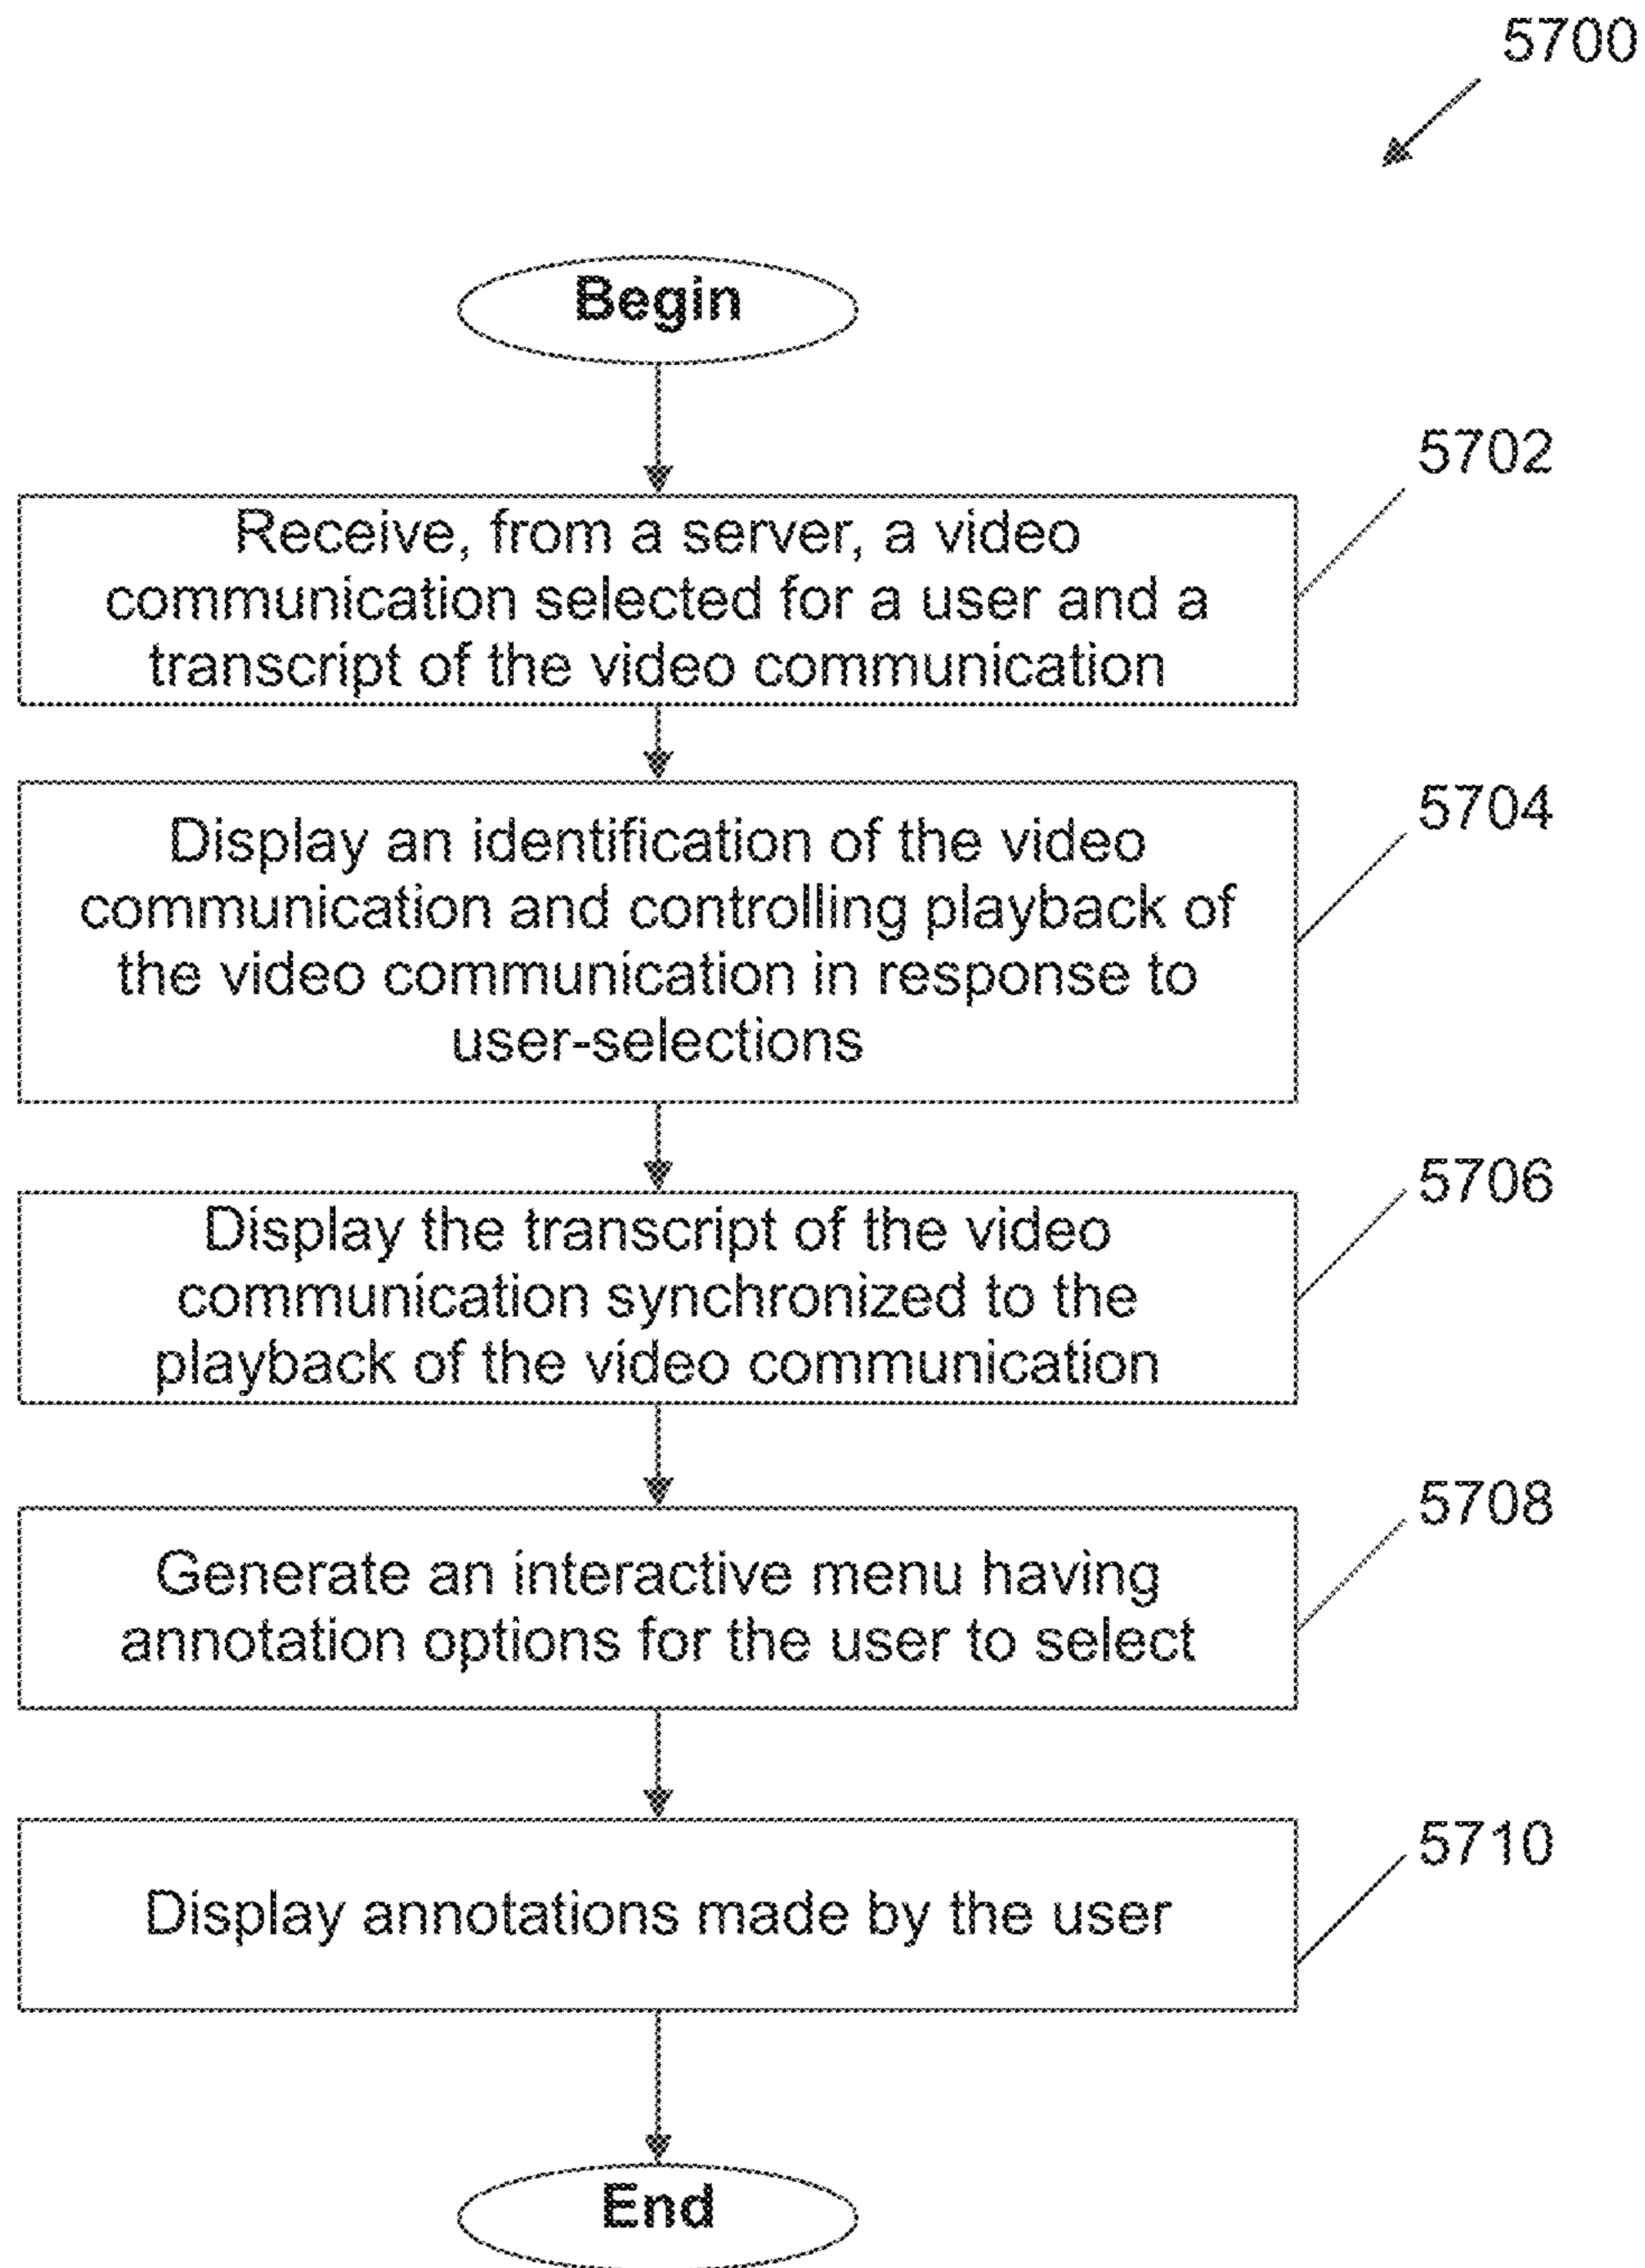 5700
Begin
5702
Receive, from a server, a video
communication selected for a user and a
transcript of the video communication
5704
Display an identification of the video
communication and controlling playback of
the video communication in response to
user-selections
5706
Display the transcript of the video
communication synchronized to the
playback of the video communication
5708
Generate an interactive menu having
annotation options for the user to select
5710
Display annotations made by the user
End